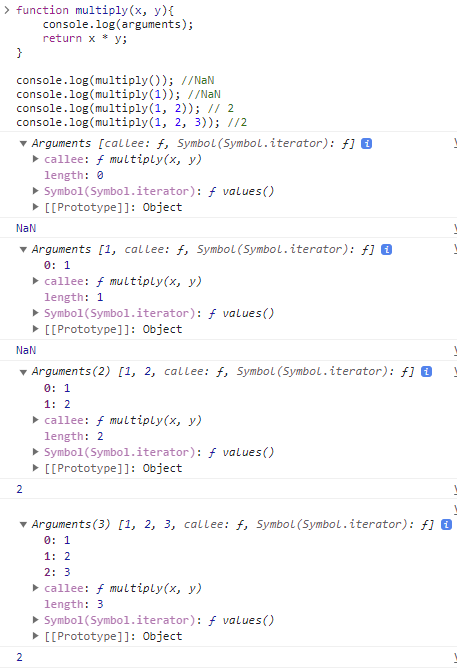 function multiply(x, y){
console.log(arguments);
return x * y;
}
console.log(multiply()); //NaN
console.log(multiply(1)); //NaN
console.log(multiply(1, 2)); // 2
console.log(multiply(1, 2, 3)); //2
Arguments [callee: ƒ, Symbol(Symbol.iterator): ƒ] i
callee: ƒ multiply(x, y)
length: 0
Symbol(Symbol.iterator): ƒ values()
[[Prototype]]: Object
NaN
Arguments [1, callee: ƒ, Symbol(Symbol.iterator): ƒ] i
0: 1
callee: ƒ multiply(x, y)
length: 1
Symbol(Symbol.iterator): ƒ values()
[[Prototype]]: Object
NaN
Arguments(2) [1, 2, callee: ƒ, Symbol(Symbol.iterator): ƒ] i
0: 1
1: 2
callee: ƒ multiply(x, y)
length: 2
Symbol(Symbol.iterator): ƒ values()
[[Prototype]]: Object
2
Arguments(3) [1, 2, 3, callee: ƒ, Symbol(Symbol.iterator): ƒ] i
0: 1
1: 2
2: 3
callee: ƒ multiply(x, y)
length: 3
Symbol(Symbol.iterator): ƒ values()
[[Prototype]]: Object
2